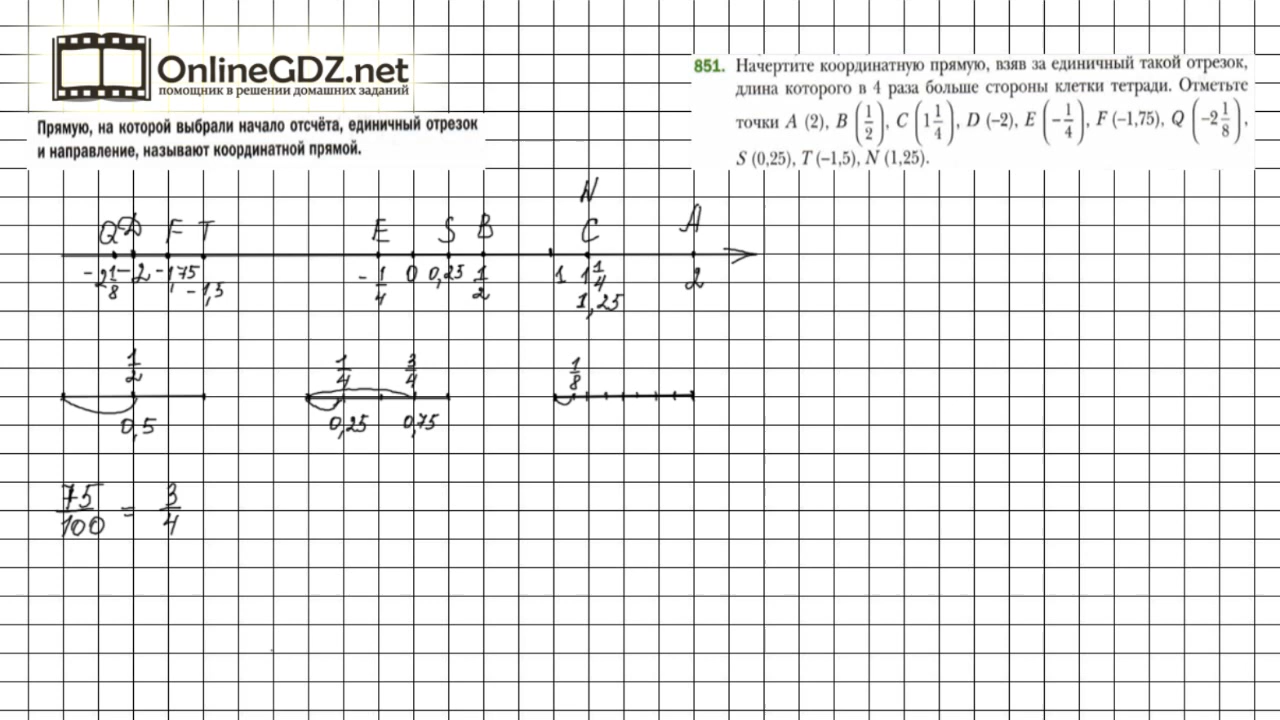 OnlineGDZ.net
помощник в решении домашних заданий
Прямую, на которой выбрали начало отсчёта, единичный отрезок
и направление, называют координатной прямой.
851. Начертите координатную прямую, взяв за единичный такой отрезок,
длина которого в 4 раза больше стороны клетки тетради. Отметьте
точки A (2), B (1/2), C (1 1/4), D (–2), E (–1/4), F (–1,75), Q (–2 1/8),
S (0,25), T (–1,5), N (1,25).
N
Q D F T E S B C A
-2 1/8 -2 -1,75 -1/4 0 0,25 1/2 1 1 1/4 2
-1,5 1,25
1/2 1/4 3/4 1/8
0,5 0,25 0,75
75/100 = 3/4